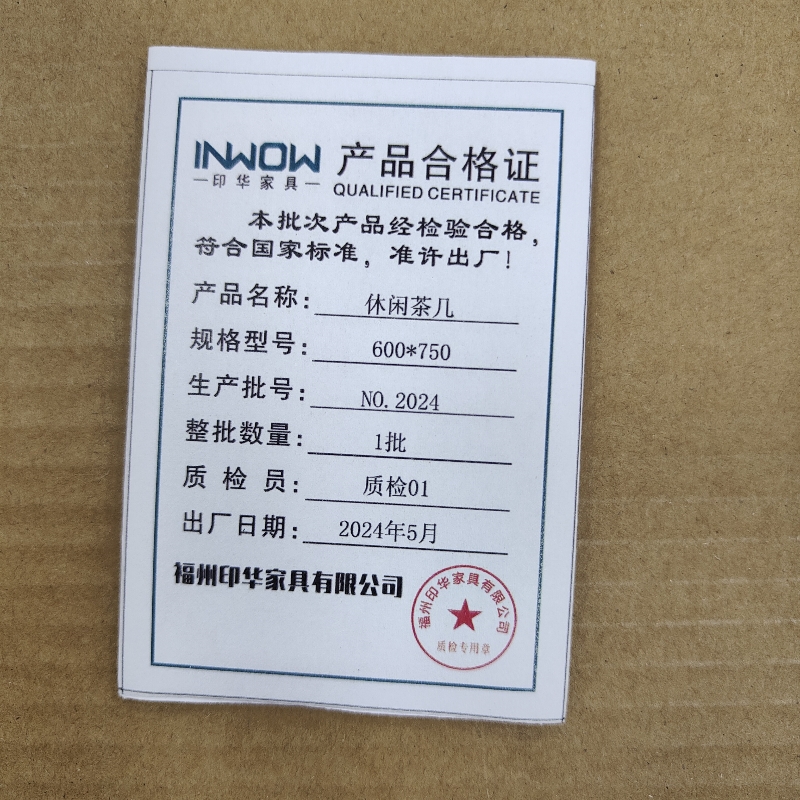 INWOW
印华家具
产品合格证
QUALIFIED CERTIFICATE
本批次产品经检验合格，
符合国家标准，准许出厂！
产品名称：休闲茶几
规格型号：600*750
生产批号：NO.2024
整批数量：1批
质检员：质检01
出厂日期：2024年5月
福州印华家具有限公司
福州印华家具有限公司
质检专用章